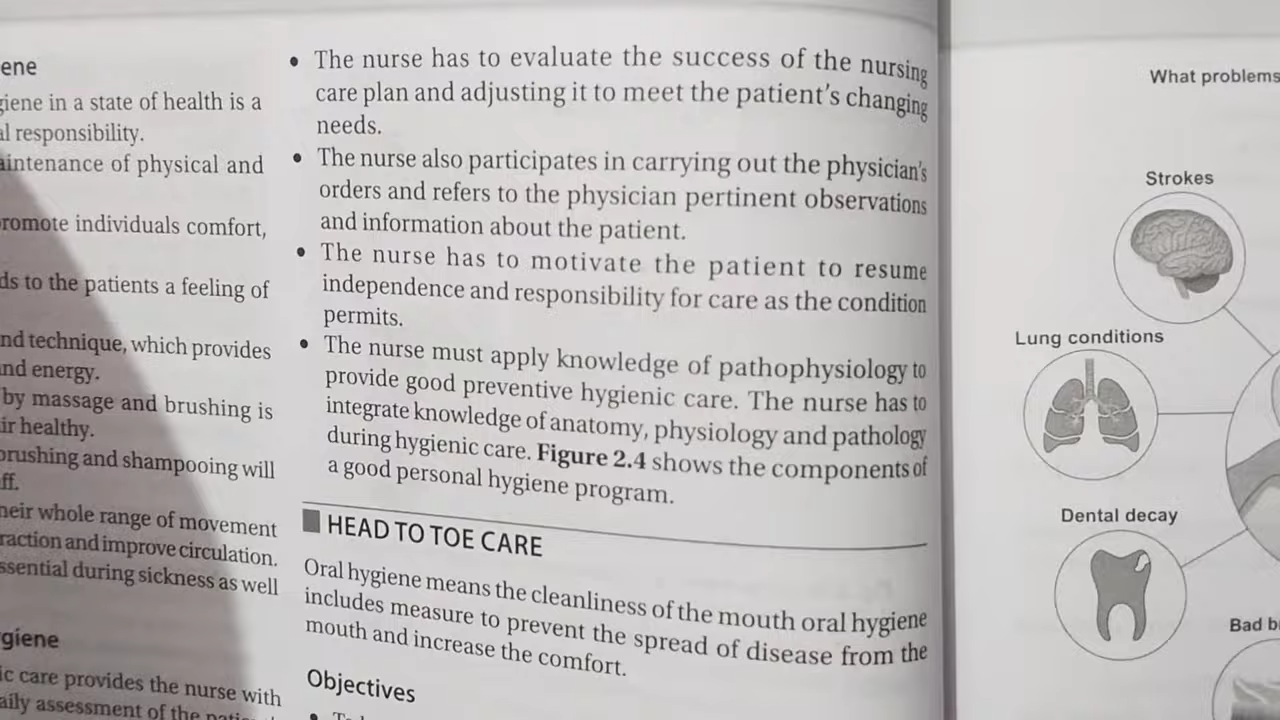 ene
giene in a state of health is a
al responsibility.
aintenance of physical and
romote individuals comfort,
ds to the patients a feeling of
nd technique, which provides
nd energy.
by massage and brushing is
ir healthy.
brushing and shampooing will
ff.
heir whole range of movement
raction and improve circulation.
ssential during sickness as well
giene
ic care provides the nurse with
aily assessment of the
• The nurse has to evaluate the success of the nursing
care plan and adjusting it to meet the patient's changing
needs.
• The nurse also participates in carrying out the physician's
orders and refers to the physician pertinent observations
and information about the patient.
• The nurse has to motivate the patient to resume
independence and responsibility for care as the condition
permits.
• The nurse must apply knowledge of pathophysiology to
provide good preventive hygienic care. The nurse has to
integrate knowledge of anatomy, physiology and pathology
during hygienic care. Figure 2.4 shows the components of
a good personal hygiene program.
HEAD TO TOE CARE
Oral hygiene means the cleanliness of the mouth oral hygiene
includes measure to prevent the spread of disease from the
mouth and increase the comfort.
Objectives
What problems
Strokes
Lung conditions
Dental decay
Bad b